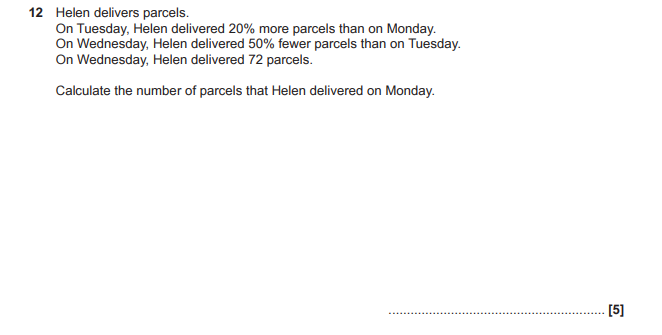 12 Helen delivers parcels.
On Tuesday, Helen delivered 20% more parcels than on Monday.
On Wednesday, Helen delivered 50% fewer parcels than on Tuesday.
On Wednesday, Helen delivered 72 parcels.
Calculate the number of parcels that Helen delivered on Monday.
............................................................ [5]